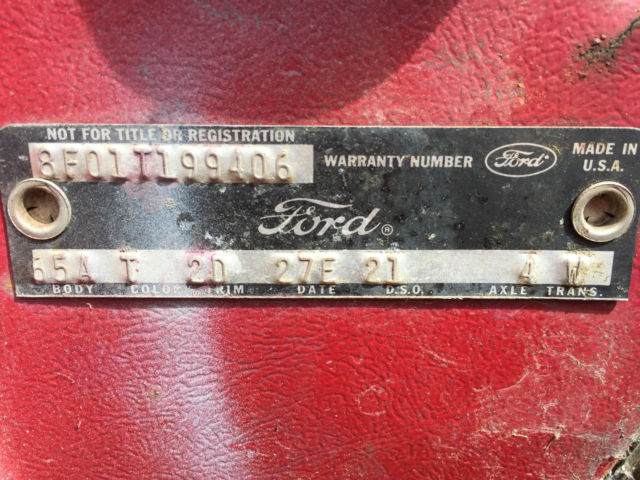 NOT FOR TITLE OR REGISTRATION
8F01T199406 WARRANTY NUMBER Ford MADE IN
U.S.A.
Ford ®
65A T 2D 27E 21 4 W
BODY COLOR TRIM DATE D.S.O. AXLE TRANS.